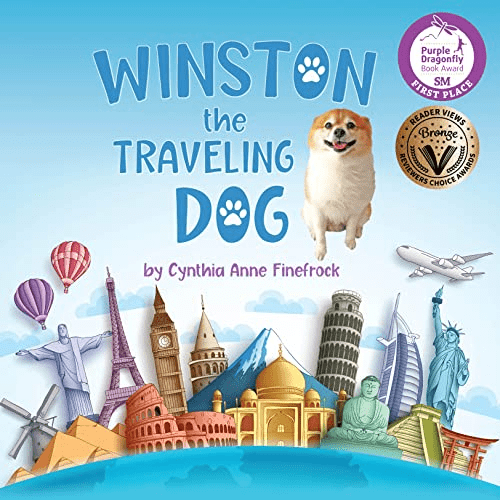 WINSTON
the
TRAVELING
DOG
by Cynthia Anne Finefrock
Purple
Dragonfly
Book Award
SM
FIRST PLACE
READER VIEWS
Bronze
REVIEWERS CHOICE AWARDS